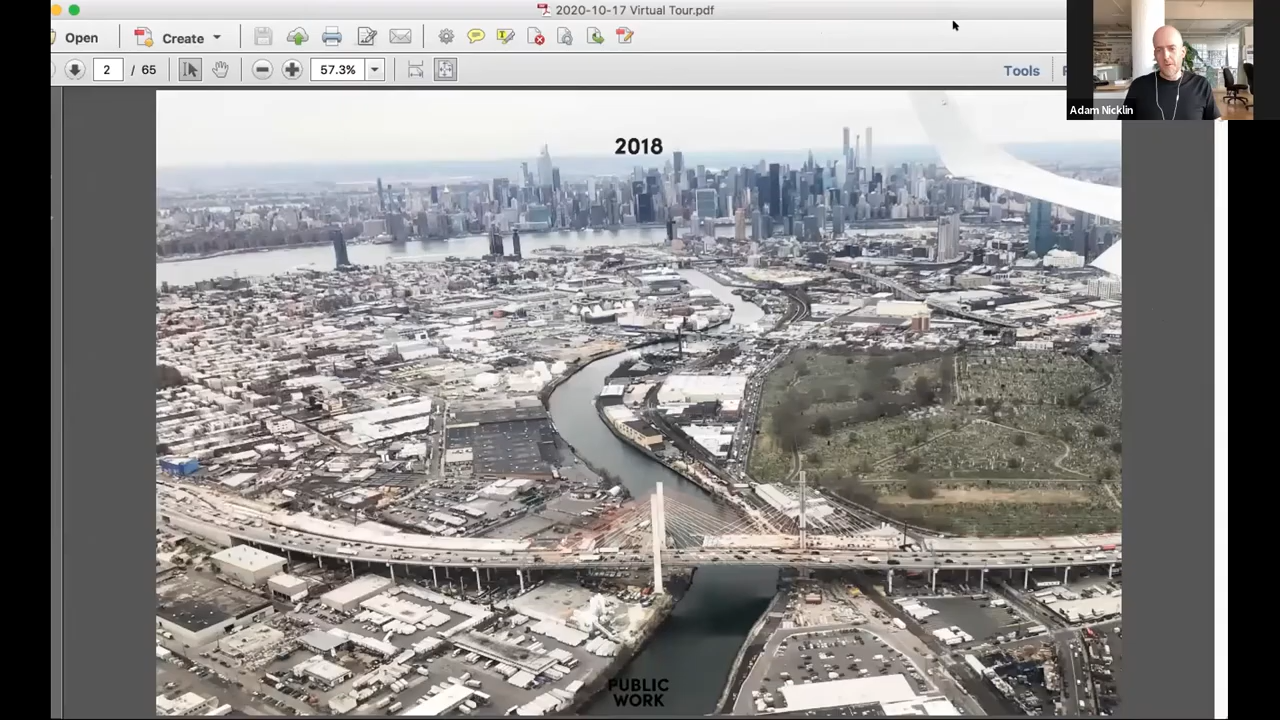 2020-10-17 Virtual Tour.pdf
Open
Create
2 / 65
57.3%
Tools
Adam Nicklin
2018
PUBLIC
WORK